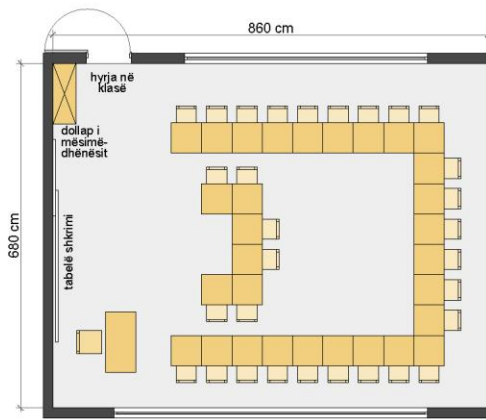 860 cm
hyrja në
klasë
dollap i
mësimë-
dhënësit
680 cm
tabelë shkrimi